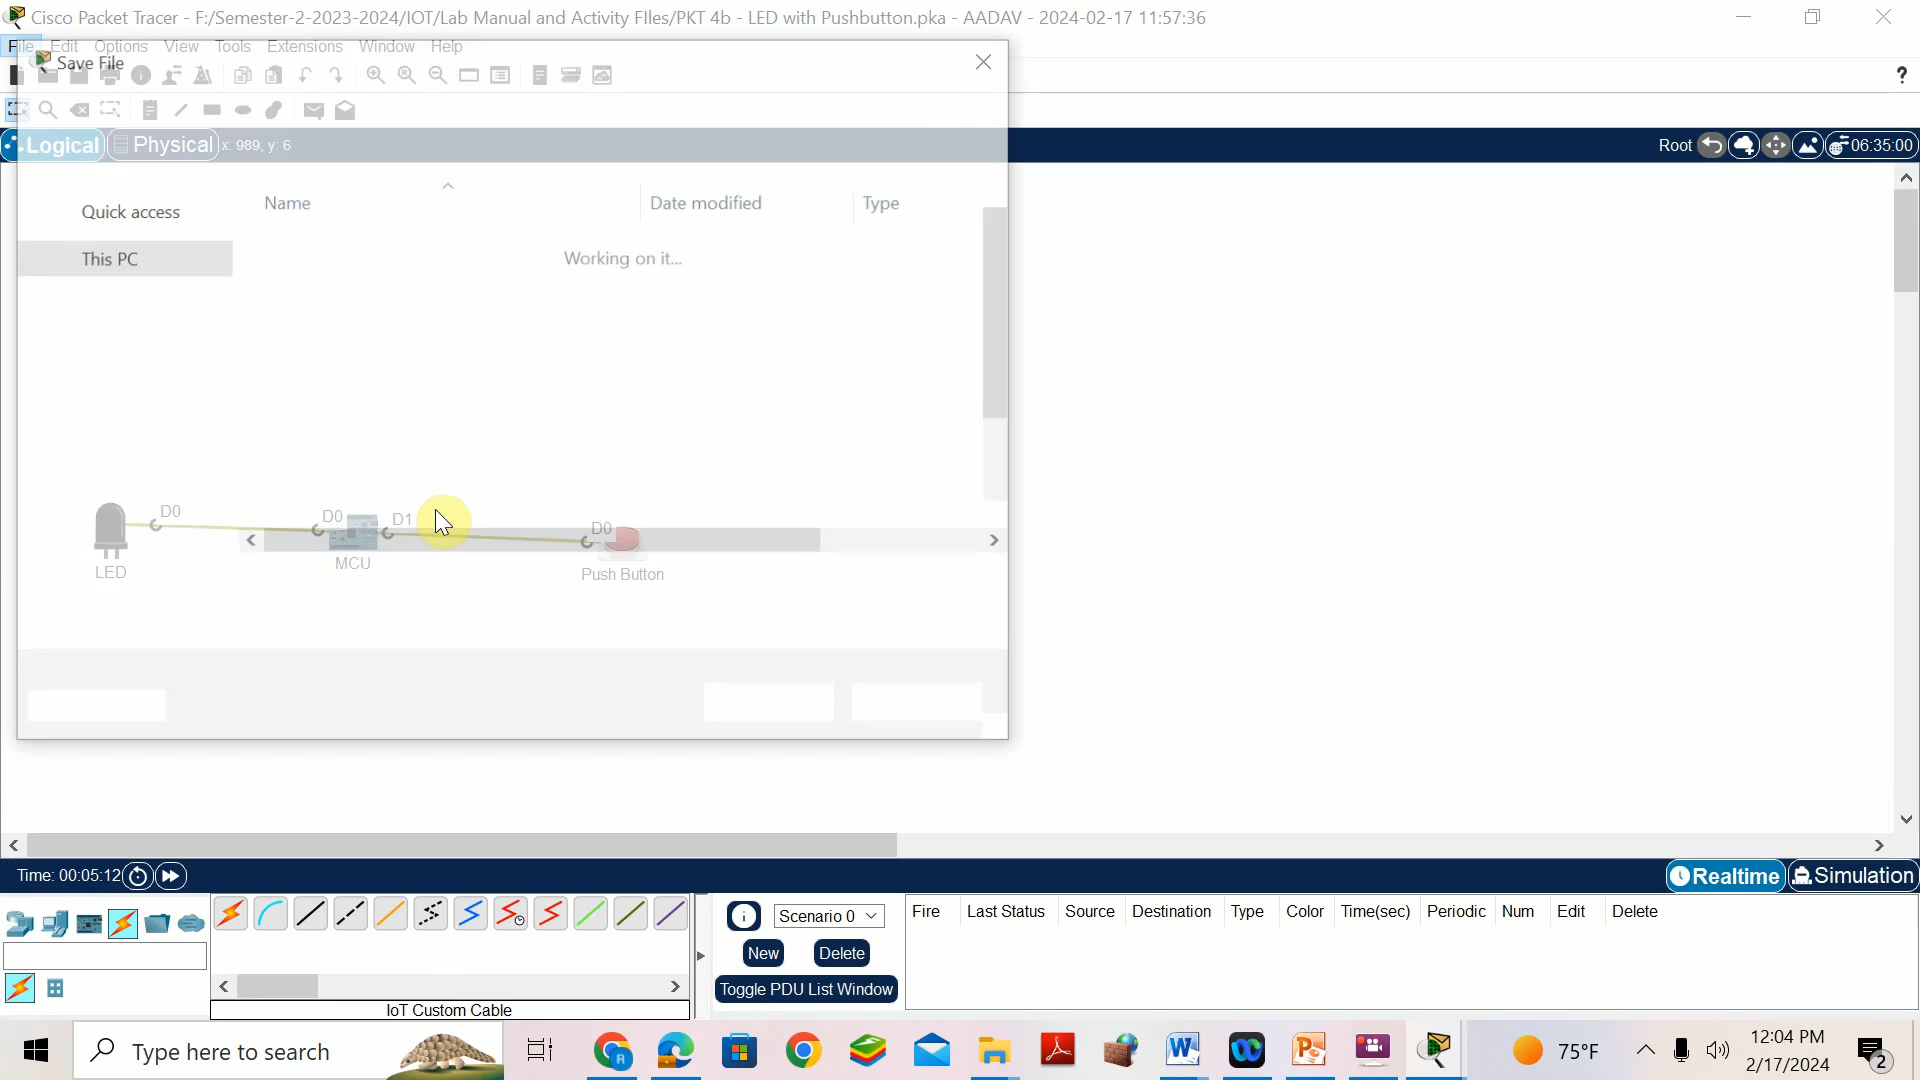 Cisco Packet Tracer - F:/Semester-2-2023-2024/IOT/Lab Manual and Activity FIles/PKT 4b - LED with Pushbutton.pka - AADAV - 2024-02-17 11:57:36
File Edit Options View Tools Extensions Window Help
Save File
?
Logical Physical x: 989, y: 6 Root 06:35:00
Name Date modified Type
Quick access
This PC
Working on it...
D0 D0 D1 D0
LED MCU Push Button
Time: 00:05:12 Realtime Simulation
Scenario 0 Fire Last Status Source Destination Type Color Time(sec) Periodic Num Edit Delete
New Delete
Toggle PDU List Window
IoT Custom Cable
Type here to search 75°F 12:04 PM
2/17/2024 2